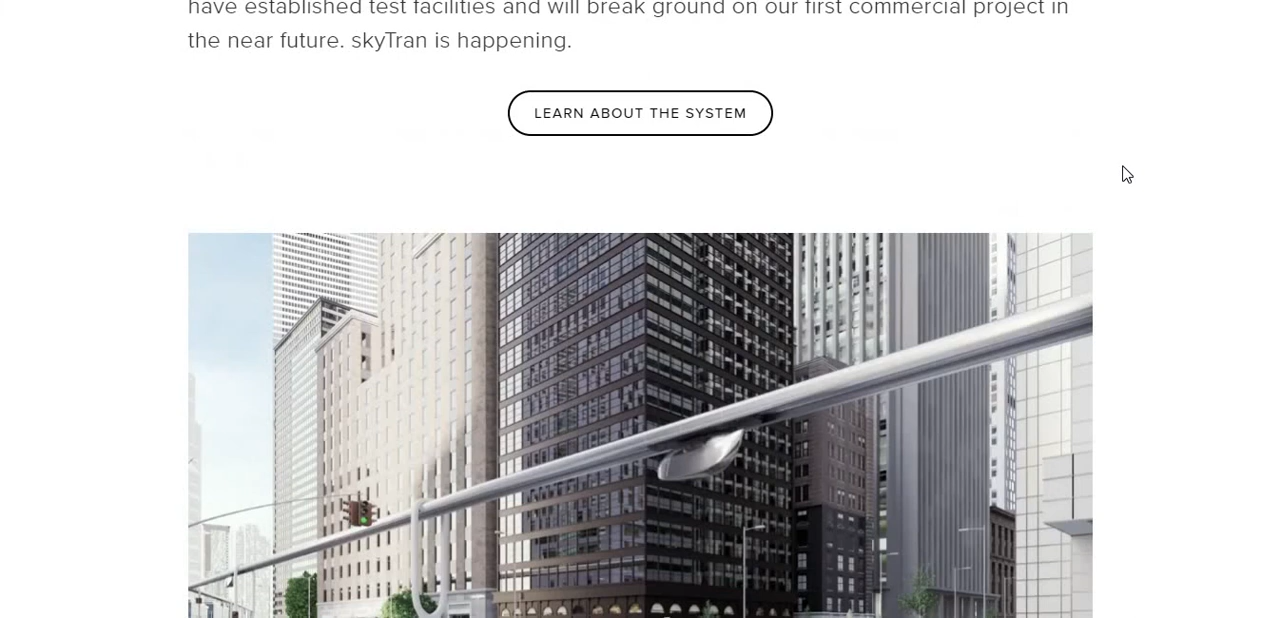 have established test facilities and will break ground on our first commercial project in
the near future. skyTran is happening.
LEARN ABOUT THE SYSTEM